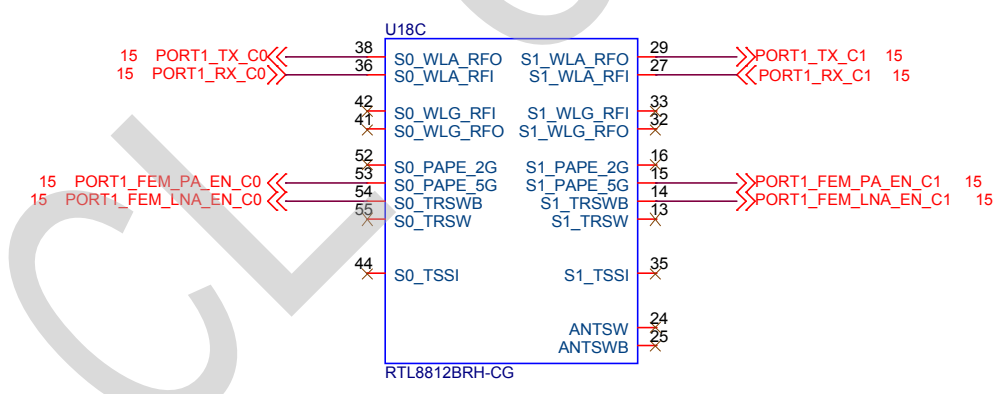 U18C
15 PORT1_TX_C0 38 S0_WLA_RFO S1_WLA_RFO 29 PORT1_TX_C1 15
15 PORT1_RX_C0 36 S0_WLA_RFI S1_WLA_RFI 27 PORT1_RX_C1 15
42 S0_WLG_RFI S1_WLG_RFI 33
41 S0_WLG_RFO S1_WLG_RFO 32
52 S0_PAPE_2G S1_PAPE_2G 16
15 PORT1_FEM_PA_EN_C0 53 S0_PAPE_5G S1_PAPE_5G 15 PORT1_FEM_PA_EN_C1 15
15 PORT1_FEM_LNA_EN_C0 54 S0_TRSWB S1_TRSWB 14 PORT1_FEM_LNA_EN_C1 15
55 S0_TRSW S1_TRSW 13
44 S0_TSSI S1_TSSI 35
ANTSW 24
ANTSWB 25
RTL8812BRH-CG